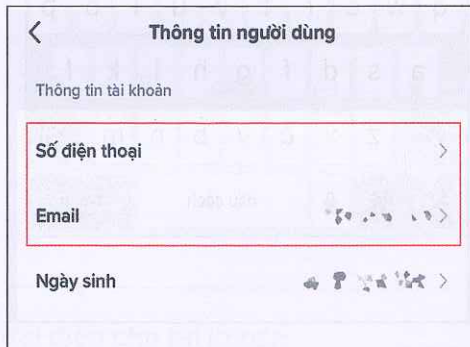 Thông tin người dùng
Thông tin tài khoản
Số điện thoại
Email
Ngày sinh